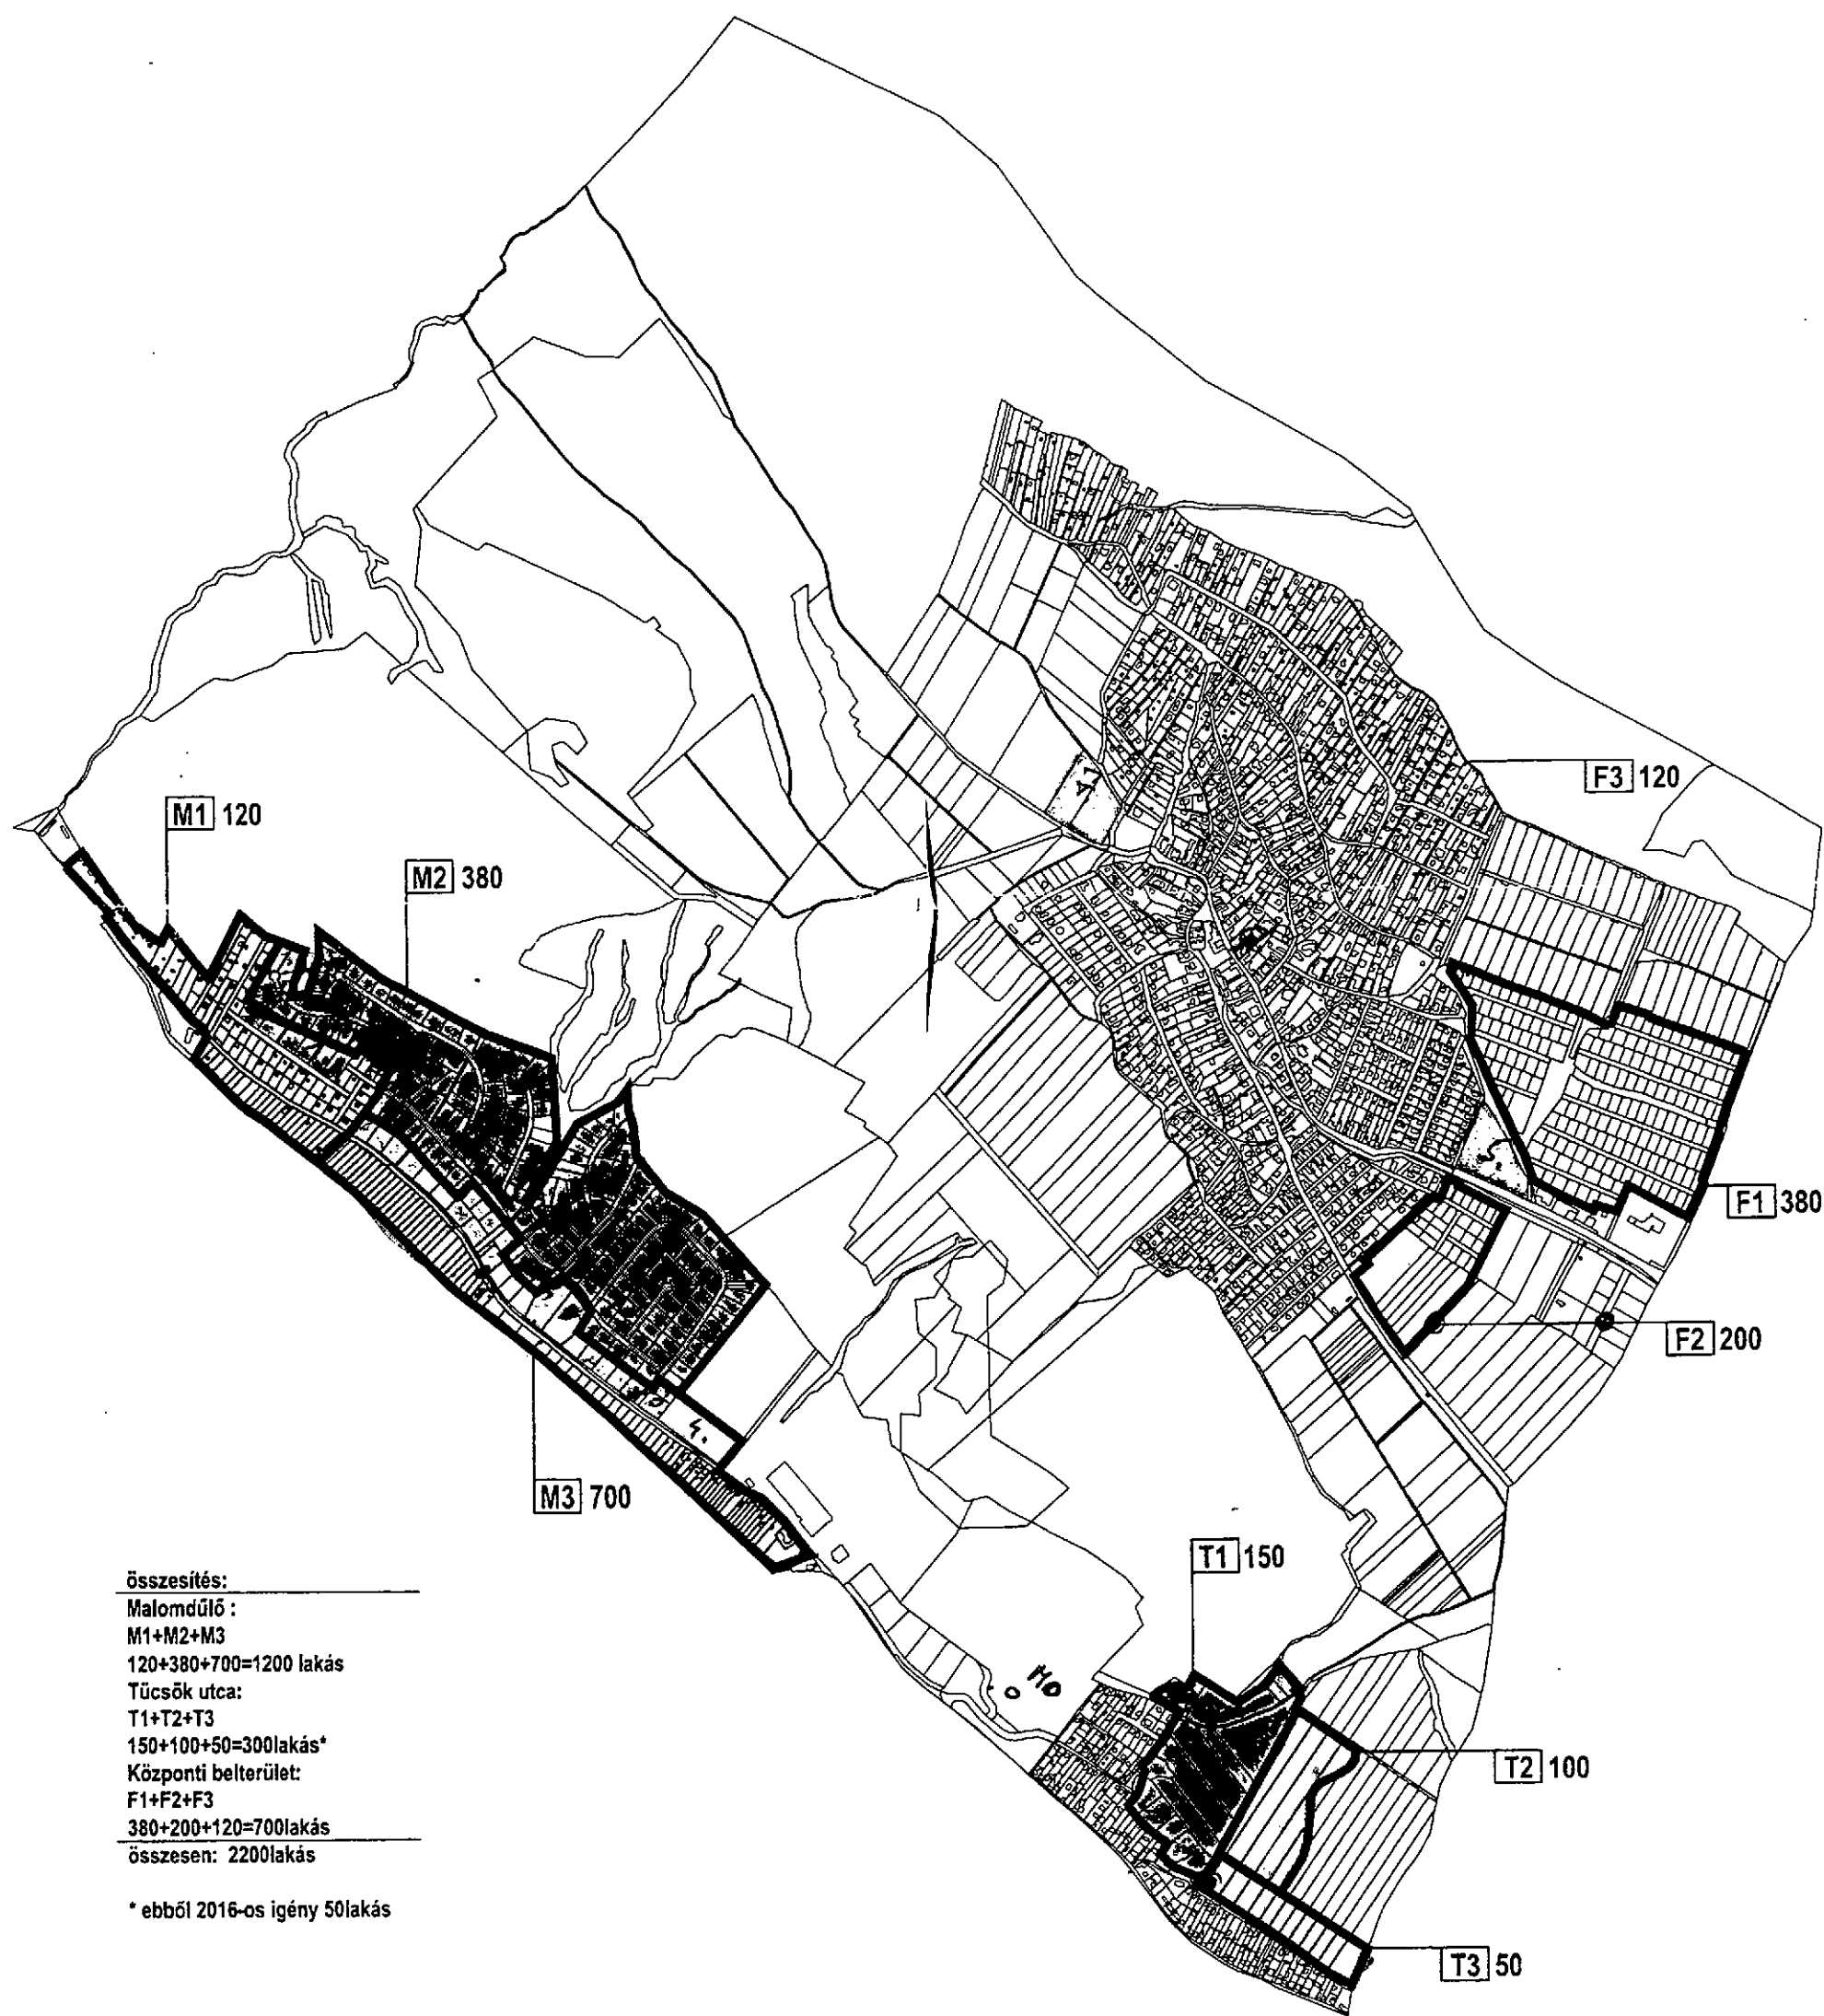 F3 120
M1 120
M2 380
F1 380
F2 200
4.
M3 700
T1 150
MO
T2 100
T3 50
összesítés:
Malomdűlő :
M1+M2+M3
120+380+700=1200 lakás
Tücsök utca:
T1+T2+T3
150+100+50=300lakás*
Központi belterület:
F1+F2+F3
380+200+120=700lakás
összesen: 2200lakás
* ebből 2016-os igény 50lakás